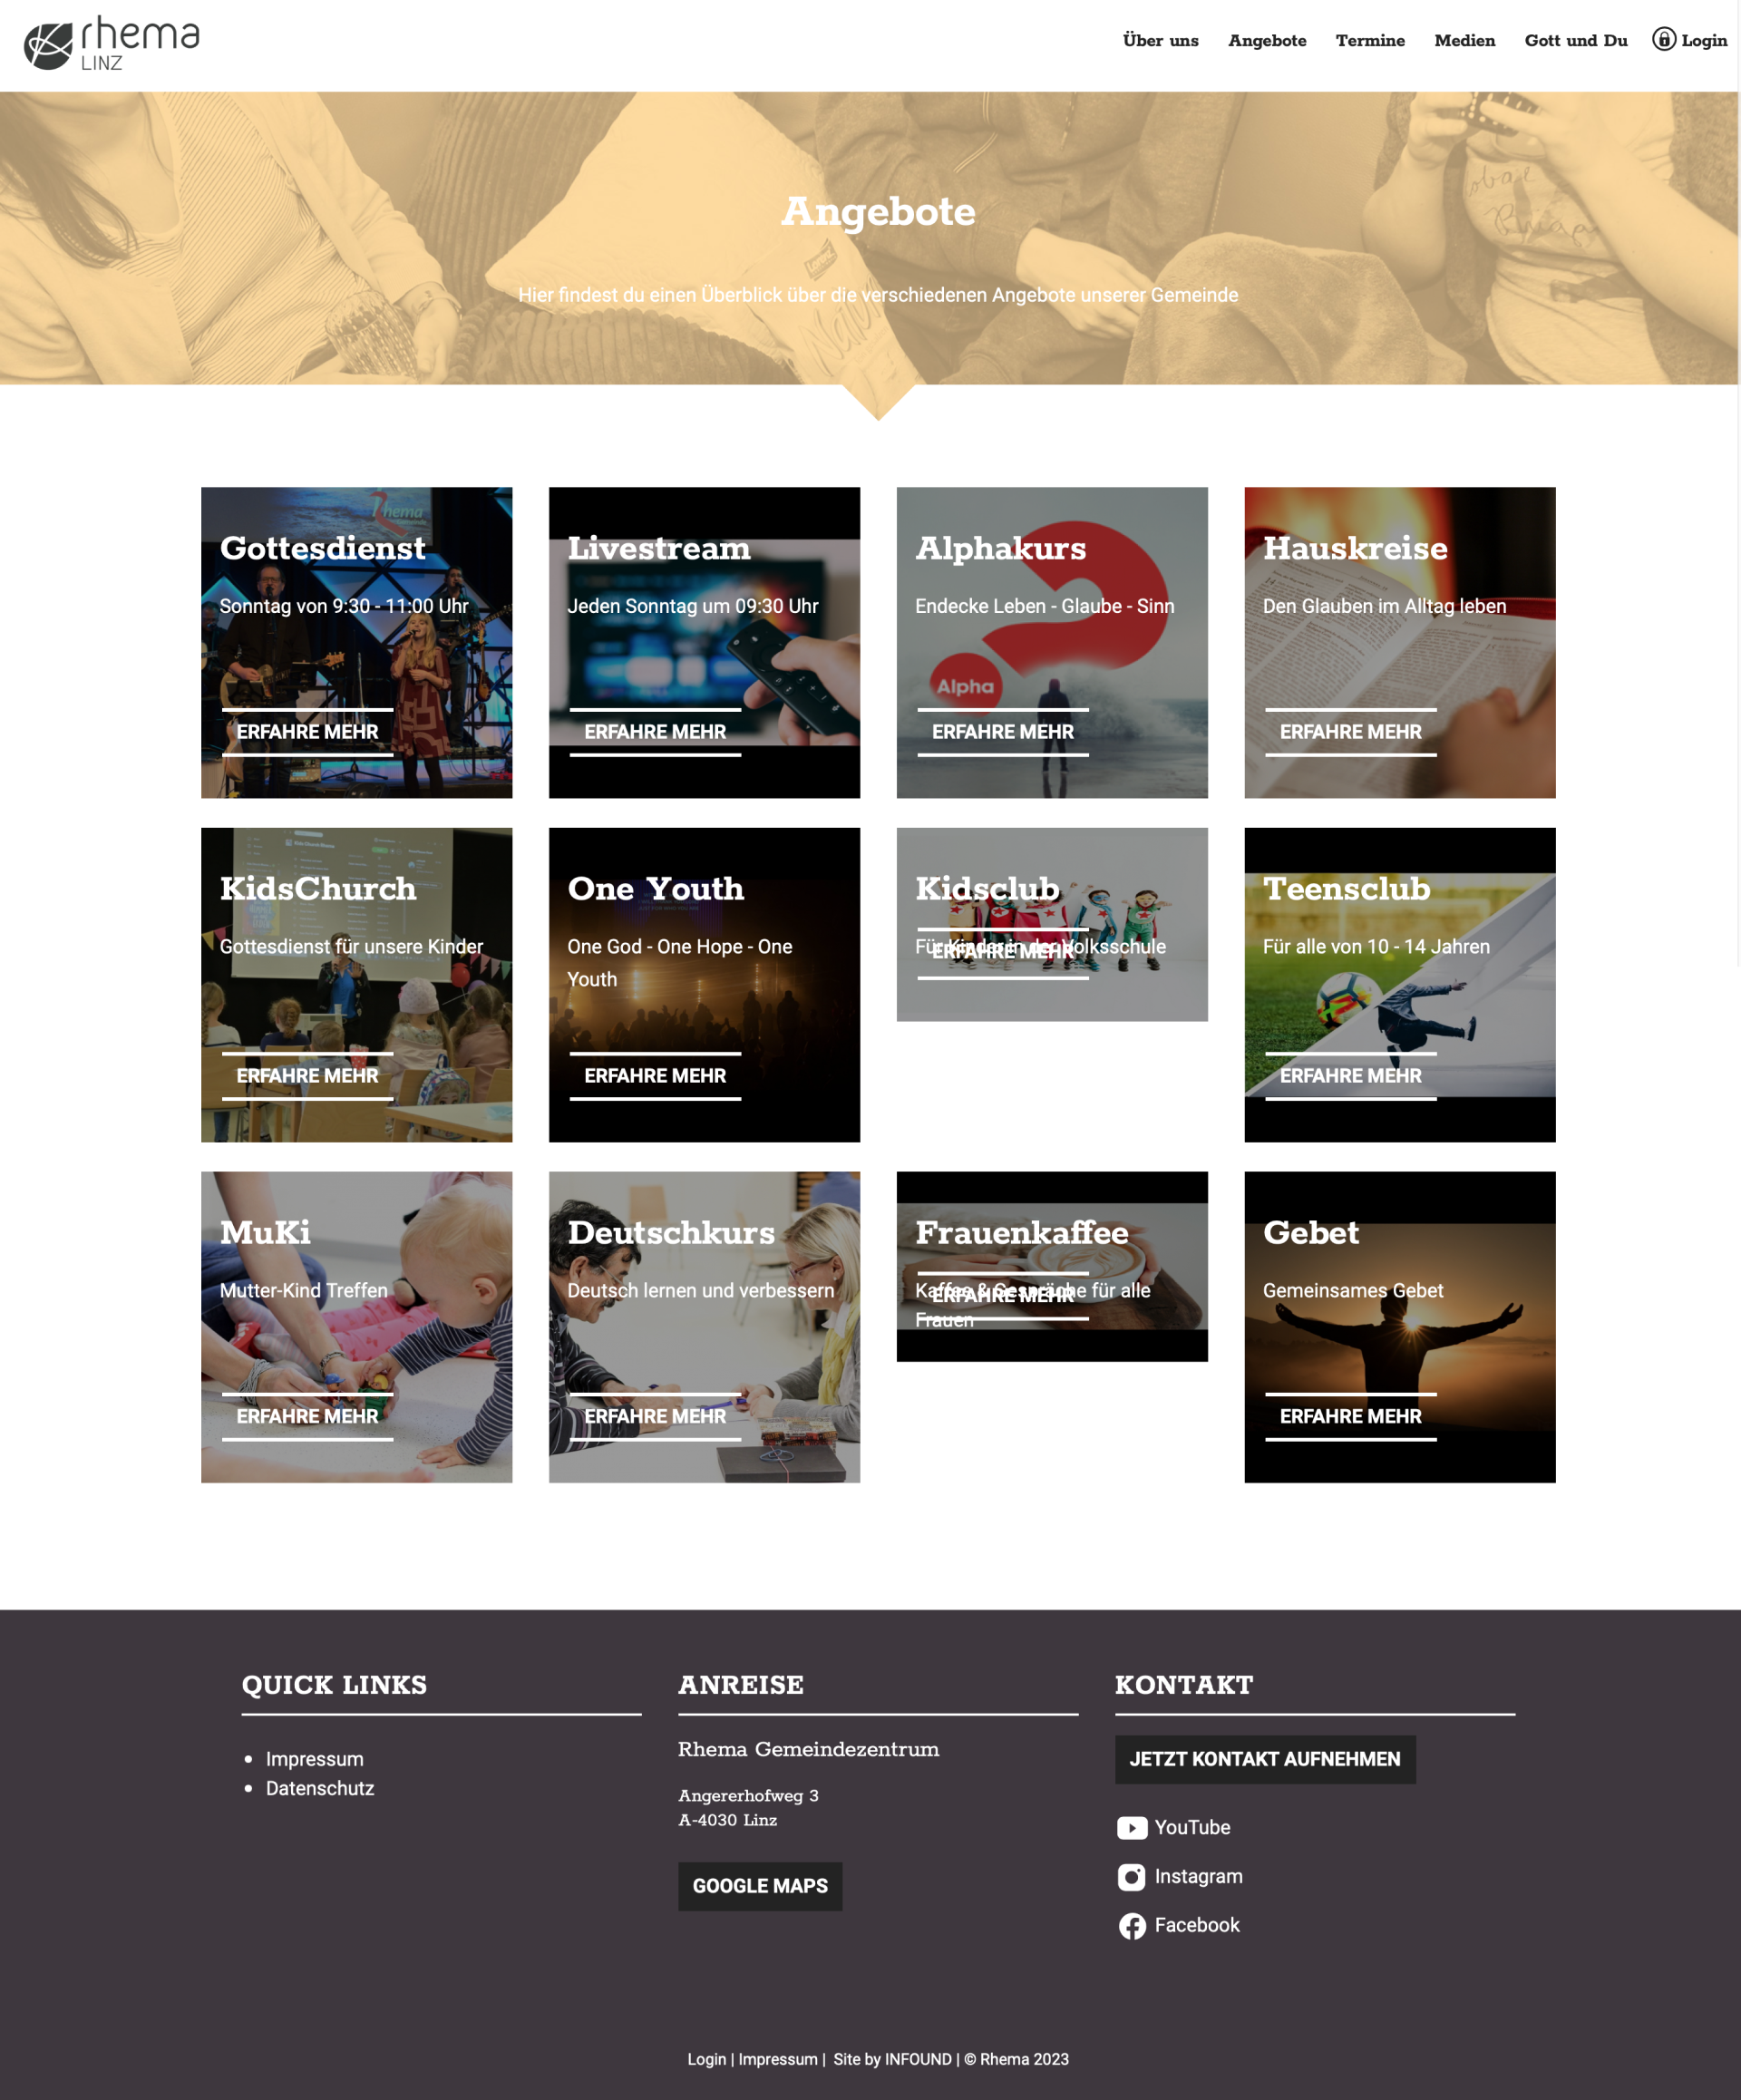 rhema
LINZ
Über uns Angebote Termine Medien Gott und Du Login
Angebote
Hier findest du einen Überblick über die verschiedenen Angebote unserer Gemeinde
Gottesdienst
Sonntag von 9:30 - 11:00 Uhr
ERFAHRE MEHR
Livestream
Jeden Sonntag um 09:30 Uhr
ERFAHRE MEHR
Alphakurs
Endecke Leben - Glaube - Sinn
Alpha
ERFAHRE MEHR
Hauskreise
Den Glauben im Alltag leben
ERFAHRE MEHR
KidsChurch
Gottesdienst für unsere Kinder
ERFAHRE MEHR
One Youth
One God - One Hope - One
Youth
ERFAHRE MEHR
Kidsclub
Für Kinder in der Volksschule
ERFAHRE MEHR
Teensclub
Für alle von 10 - 14 Jahren
ERFAHRE MEHR
MuKi
Mutter-Kind Treffen
ERFAHRE MEHR
Deutschkurs
Deutsch lernen und verbessern
ERFAHRE MEHR
Frauenkaffee
Kaffee & Gespräche für alle
Frauen
ERFAHRE MEHR
Gebet
Gemeinsames Gebet
ERFAHRE MEHR
QUICK LINKS
Impressum
Datenschutz
ANREISE
Rhema Gemeindezentrum
Angererhofweg 3
A-4030 Linz
GOOGLE MAPS
KONTAKT
JETZT KONTAKT AUFNEHMEN
YouTube
Instagram
Facebook
Login | Impressum | Site by INFOUND | © Rhema 2023